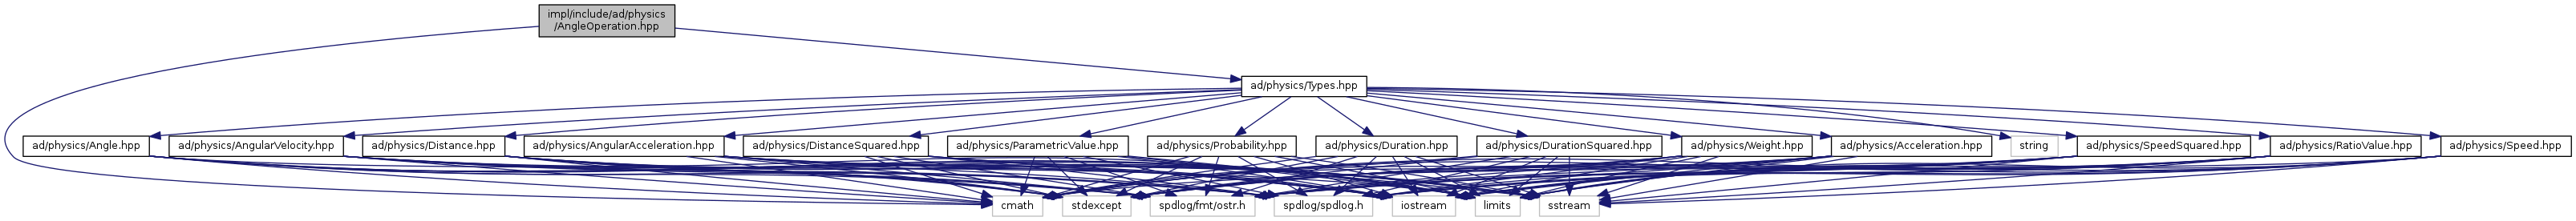 impl/include/ad/physics
/AngleOperation.hpp
ad/physics/Types.hpp
ad/physics/Angle.hpp
ad/physics/AngularVelocity.hpp
ad/physics/Distance.hpp
ad/physics/AngularAcceleration.hpp
ad/physics/DistanceSquared.hpp
ad/physics/ParametricValue.hpp
ad/physics/Probability.hpp
ad/physics/Duration.hpp
ad/physics/DurationSquared.hpp
ad/physics/Weight.hpp
ad/physics/Acceleration.hpp
string
ad/physics/SpeedSquared.hpp
ad/physics/RatioValue.hpp
ad/physics/Speed.hpp
cmath
stdexcept
spdlog/fmt/ostr.h
spdlog/spdlog.h
iostream
limits
sstream